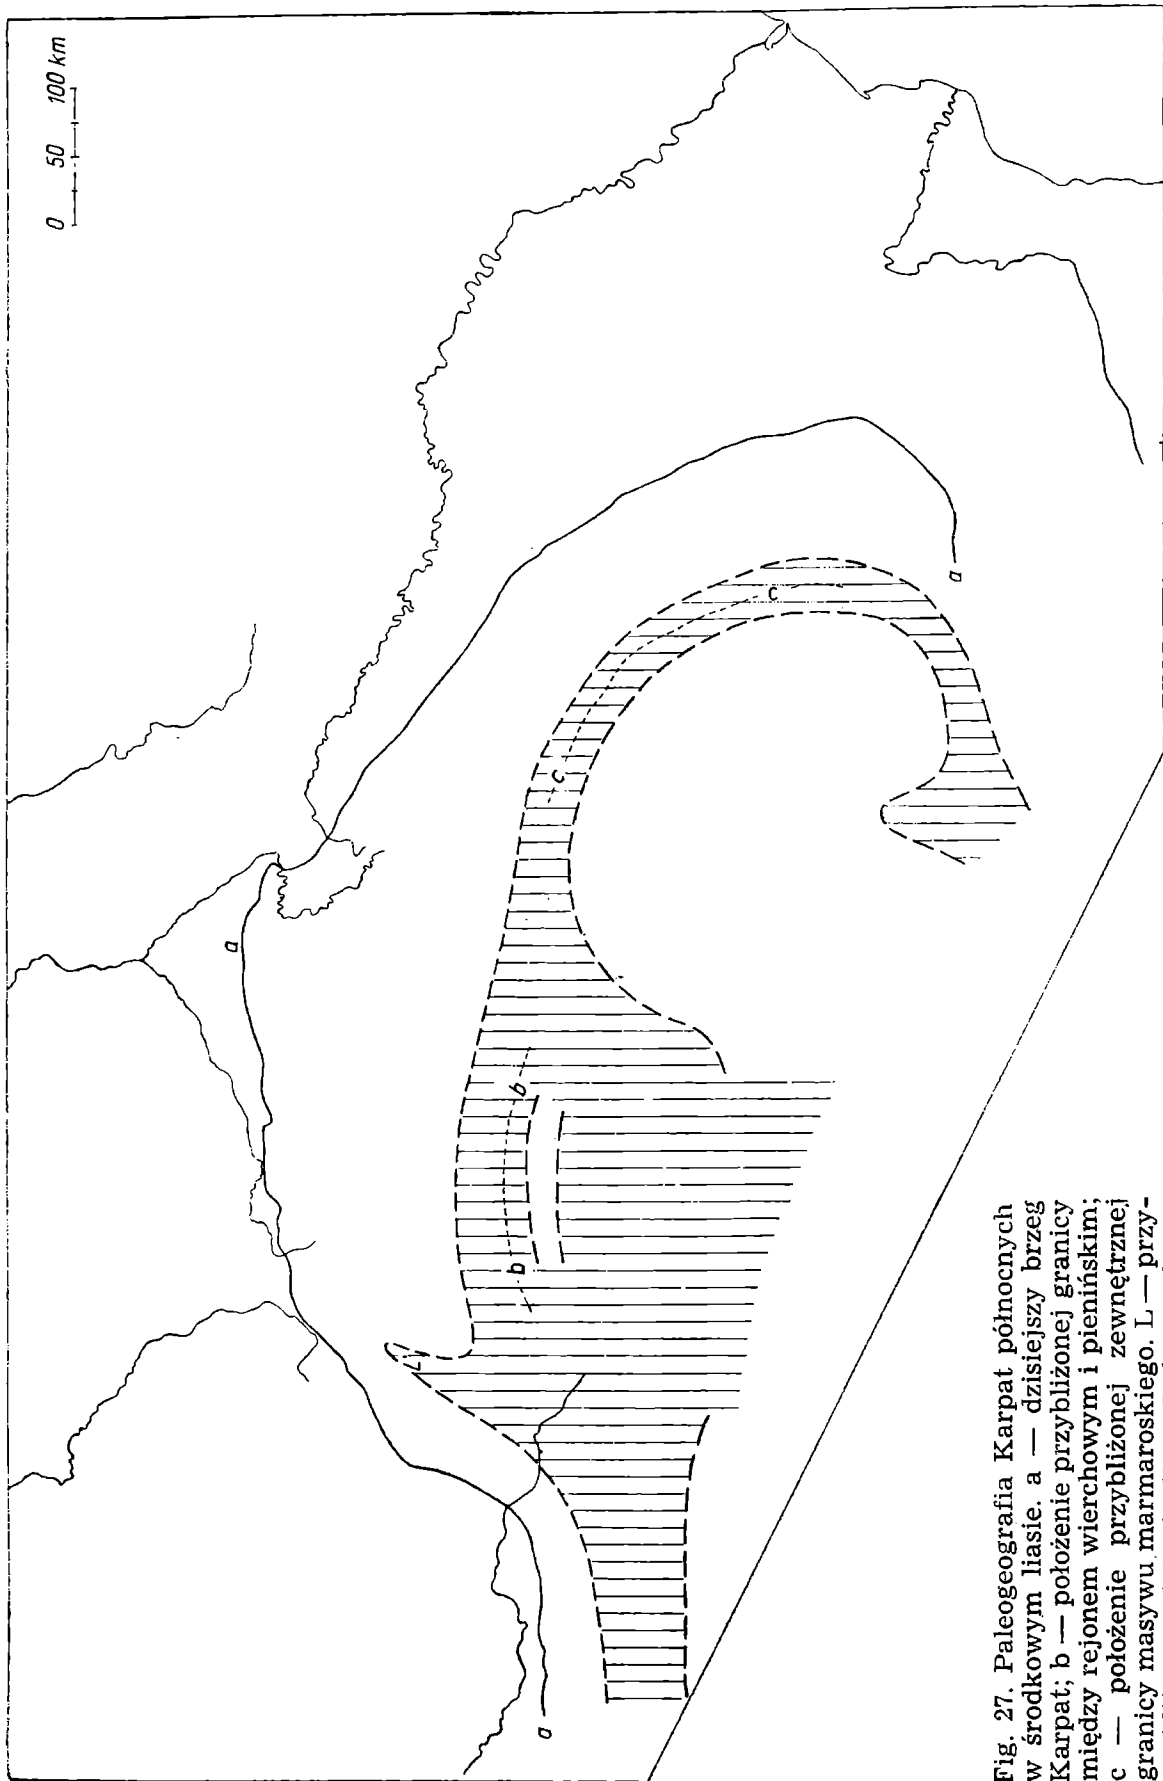 0 50 100 km
a
a
a
b
b
c
c
L
Fig. 27. Paleogeografia Karpat północnych
w środkowym liasie. a — dzisiejszy brzeg
Karpat; b — położenie przybliżonej granicy
między rejonem wierchowym i pienińskim;
c — położenie przybliżonej zewnętrznej
granicy masywu marmaroskiego. L — przy-